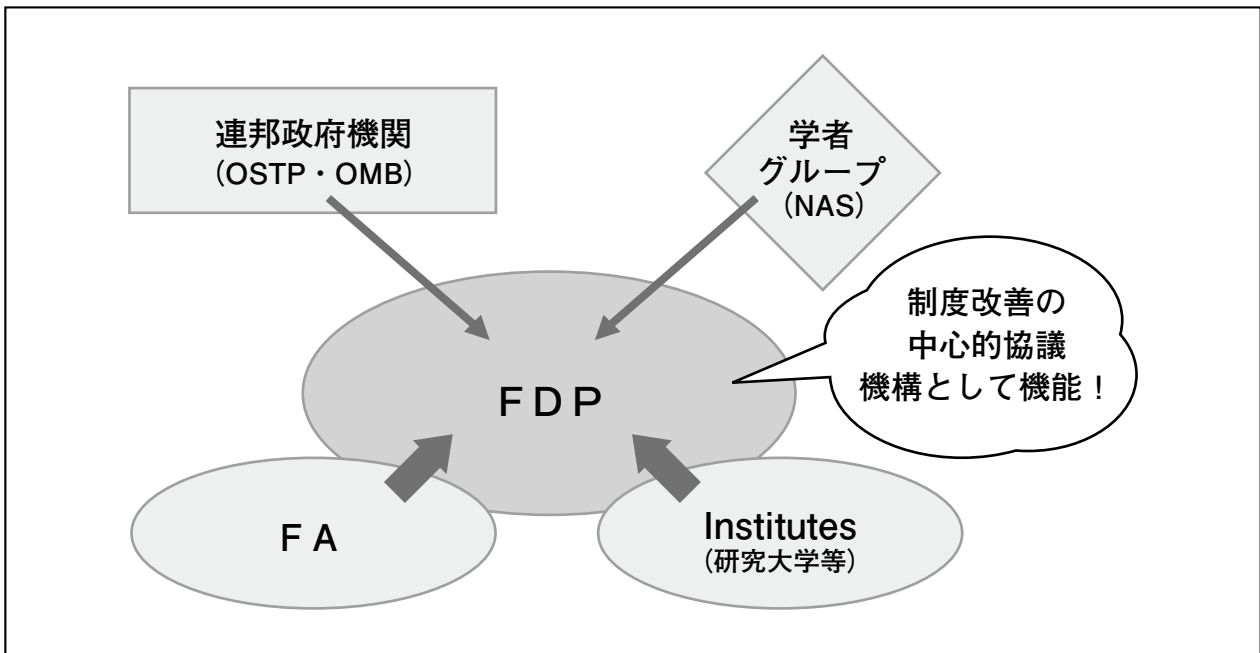 連邦政府機関
（OSTP・OMB）
学者
グループ
（NAS）
制度改善の
中心的協議
機構として機能！
ＦＤＰ
ＦＡ
Institutes
（研究大学等）